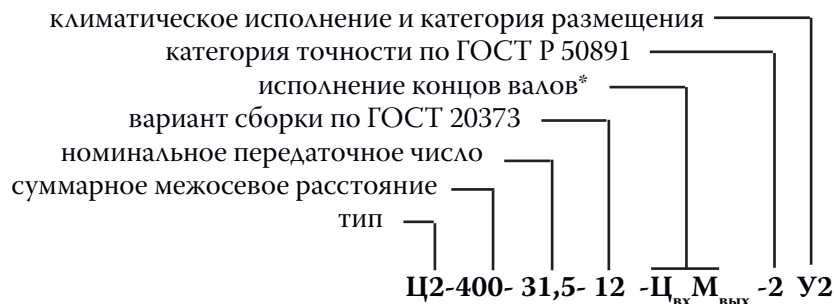 климатическое исполнение и категория размещения
категория точности по ГОСТ Р 50891
исполнение концов валов*
вариант сборки по ГОСТ 20373
номинальное передаточное число
суммарное межосевое расстояние
тип
Ц2-400- 31,5- 12 -ЦвхМвых -2 У2